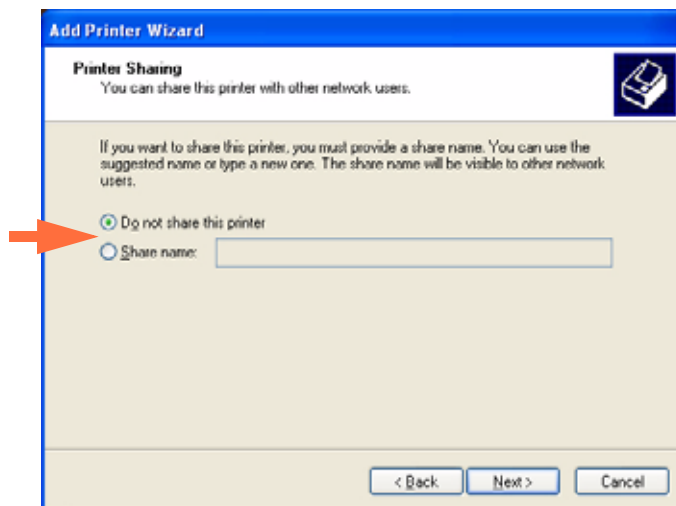 Add Printer Wizard
Printer Sharing
You can share this printer with other network users.
If you want to share this printer, you must provide a share name. You can use the
suggested name or type a new one. The share name will be visible to other network
users.
Do not share this printer
Share name:
< Back Next > Cancel